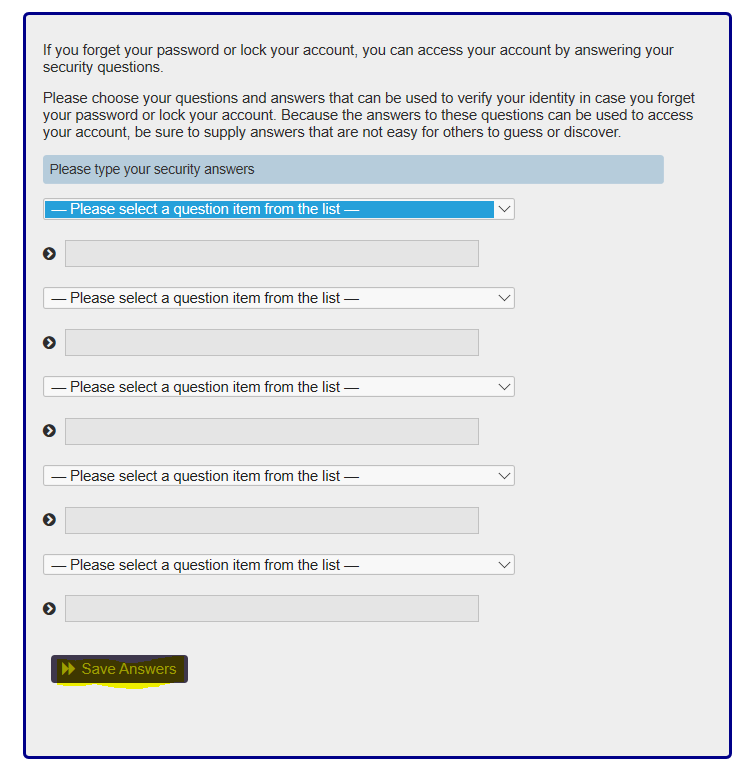 If you forget your password or lock your account, you can access your account by answering your
security questions.
Please choose your questions and answers that can be used to verify your identity in case you forget
your password or lock your account. Because the answers to these questions can be used to access
your account, be sure to supply answers that are not easy for others to guess or discover.
Please type your security answers
— Please select a question item from the list —
— Please select a question item from the list —
— Please select a question item from the list —
— Please select a question item from the list —
— Please select a question item from the list —
Save Answers